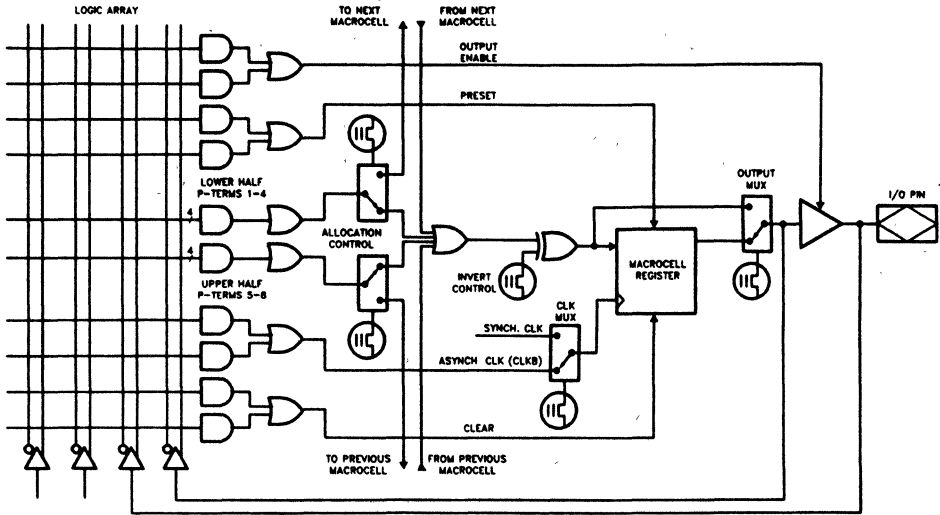 LOGIC ARRAY
TO NEXT
MACROCELL
FROM NEXT
MACROCELL
OUTPUT
ENABLE
PRESET
LOWER HALF
P-TERMS 1-4
4
ALLOCATION
CONTROL
4
UPPER HALF
P-TERMS 5-8
INVERT
CONTROL
MACROCELL
REGISTER
OUTPUT
MUX
I/O PIN
CLK
MUX
SYNCH. CLK
ASYNCH CLK (CLKB)
CLEAR
TO PREVIOUS
MACROCELL
FROM PREVIOUS
MACROCELL